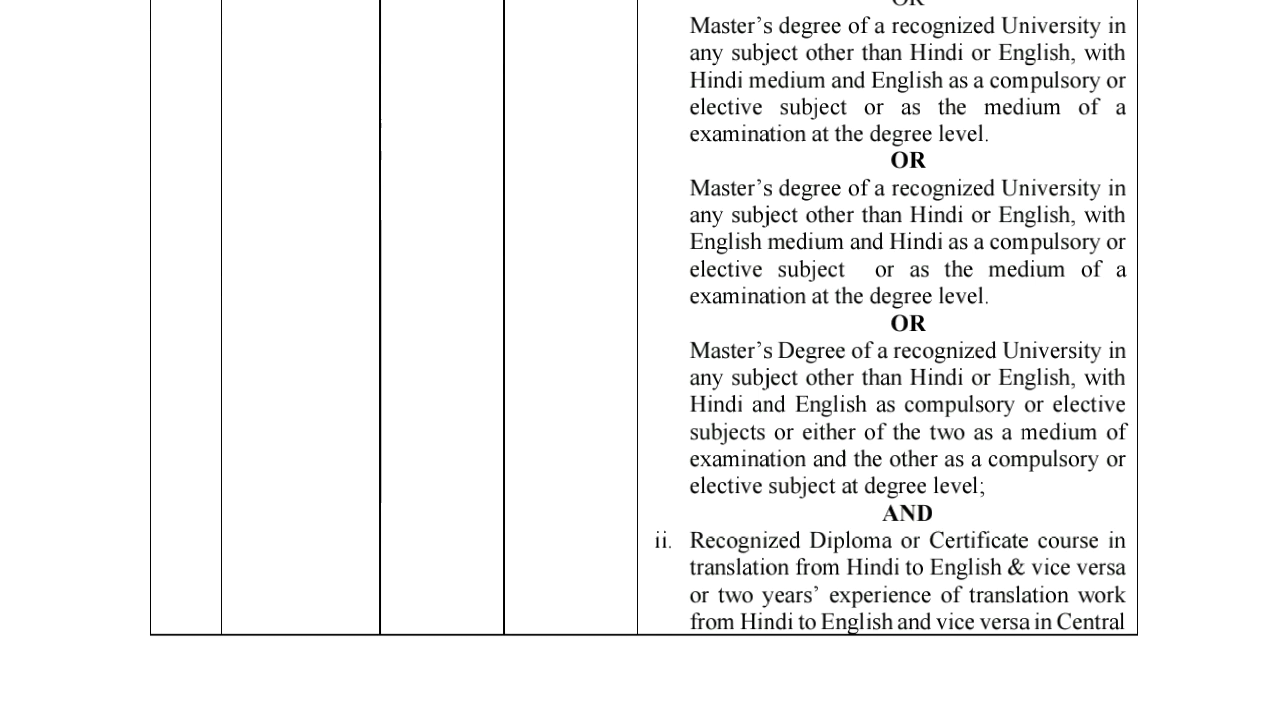 OR
Master’s degree of a recognized University in
any subject other than Hindi or English, with
Hindi medium and English as a compulsory or
elective subject or as the medium of a
examination at the degree level.
OR
Master’s degree of a recognized University in
any subject other than Hindi or English, with
English medium and Hindi as a compulsory or
elective subject or as the medium of a
examination at the degree level.
OR
Master’s Degree of a recognized University in
any subject other than Hindi or English, with
Hindi and English as compulsory or elective
subjects or either of the two as a medium of
examination and the other as a compulsory or
elective subject at degree level;
AND
ii. Recognized Diploma or Certificate course in
translation from Hindi to English & vice versa
or two years’ experience of translation work
from Hindi to English and vice versa in Central